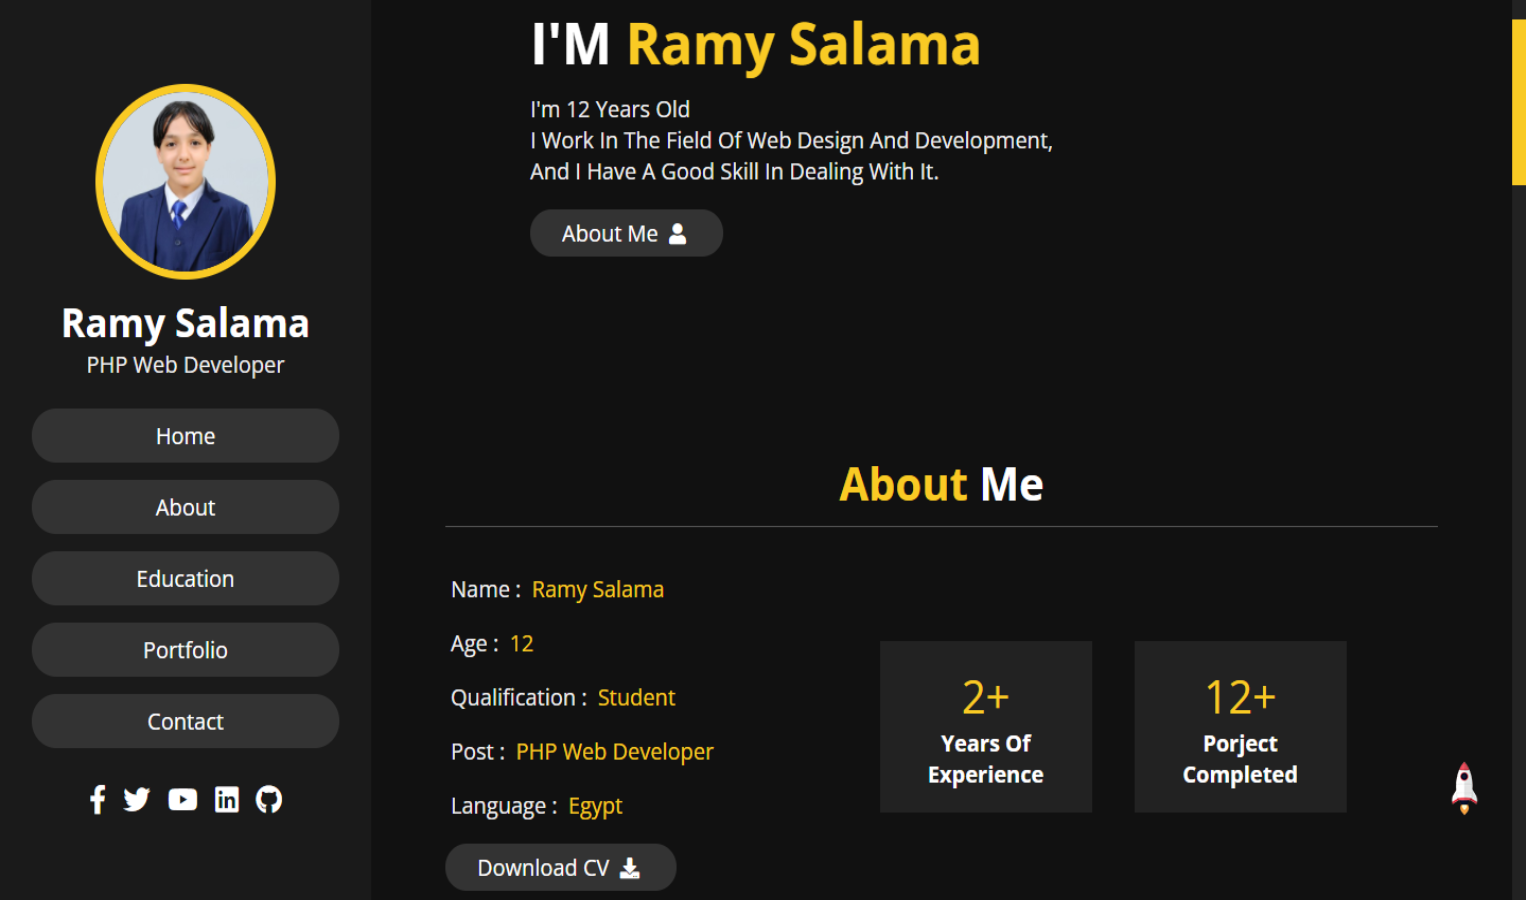 Ramy Salama
PHP Web Developer
Home
About
Education
Portfolio
Contact
I'M Ramy Salama
I'm 12 Years Old
I Work In The Field Of Web Design And Development,
And I Have A Good Skill In Dealing With It.
About Me
About Me
Name : Ramy Salama
Age : 12
Qualification : Student
Post : PHP Web Developer
Language : Egypt
Download CV
2+
Years Of
Experience
12+
Porject
Completed